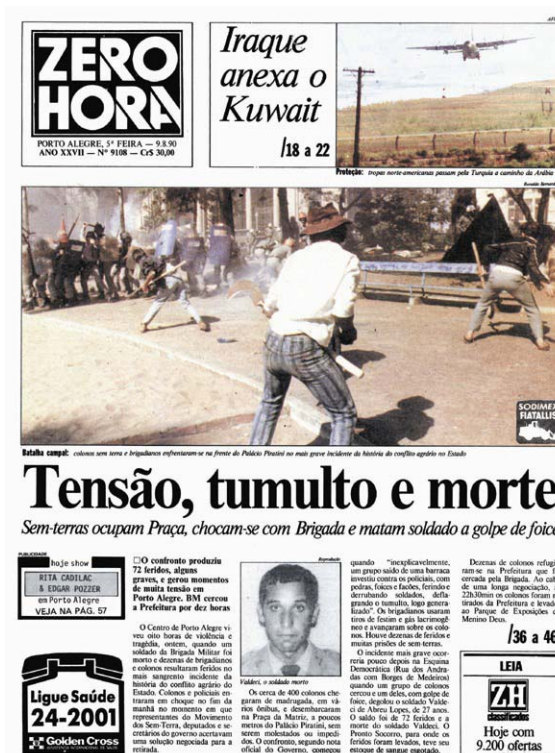 ZERO
HORA
PORTO ALEGRE, 5ª FEIRA — 9.8.90
ANO XXVII — Nº 9108 — Cr$ 30,00
Iraque
anexa o
Kuwait
/18 a 22
Proteção: tropas norte-americanas passam pela Turquia a caminho da Arábia
SODIMEX
FIATALLIS
Batalha campal: colonos sem terra e brigadianos enfrentaram-se na frente do Palácio Piratini no mais grave incidente da história do conflito agrário no Estado
Tensão, tumulto e morte
Sem-terras ocupam Praça, chocam-se com Brigada e matam soldado a golpe de foice
PUBLICIDADE
hoje show
RITA CADILAC
& EDGAR POZZER
em Porto Alegre
VEJA NA PÁG. 57
Ligue Saúde
24-2001
Golden Cross
O confronto produziu
72 feridos, alguns
graves, e gerou momentos
de muita tensão em
Porto Alegre. BM cercou
a Prefeitura por dez horas
O Centro de Porto Alegre vi-
veu oito horas de violência e
tragédia, ontem, quando um
soldado da Brigada Militar foi
morto e dezenas de brigadianos
e colonos resultaram feridos no
mais sangrento incidente da
história do conflito agrário do
Estado. Colonos e policiais en-
traram em choque no fim da
manhã no momento em que
representantes do Movimento
dos Sem-Terra, deputados e se-
cretários do governo acertavam
uma solução negociada para a
retirada.
Reprodução
Valdeci, o soldado morto
Os cerca de 400 colonos che-
garam de madrugada, em vá-
rios ônibus, e desembarcaram
na Praça da Matriz, a poucos
metros do Palácio Piratini, sem
serem molestados ou impedi-
dos. O confronto, segundo nota
oficial do Governo, começou
quando "inexplicavelmente,
um grupo saído de uma barraca
investiu contra os policiais, com
pedras, foices e facões, ferindo e
derrubando soldados, defla-
grando o tumulto, logo genera-
lizado". Os brigadianos usaram
tiros de festim e gás lacrimogê-
neo e avançaram sobre os colo-
nos. Houve dezenas de feridos e
muitas prisões de sem-terras.
O incidente mais grave ocor-
reria pouco depois na Esquina
Democrática (Rua dos Andra-
das com Borges de Medeiros)
quando um grupo de colonos
cercou e um deles, com golpe de
foice, degolou o soldado Valde-
ci de Abreu Lopes, de 27 anos.
O saldo foi de 72 feridos e a
morte do soldado Valdeci. O
Pronto Socorro, para onde os
feridos foram levados, teve seu
estoque de sangue esgotado.
Dezenas de colonos refugia
ram-se na Prefeitura que f
cercada pela Brigada. Ao cab
de uma longa negociação,
22h30min os colonos foram r
tirados da Prefeitura e levad
ao Parque de Exposições d
Menino Deus.
/36 a 46
LEIA
ZH
classificados
Hoje com
1.200 ofertas